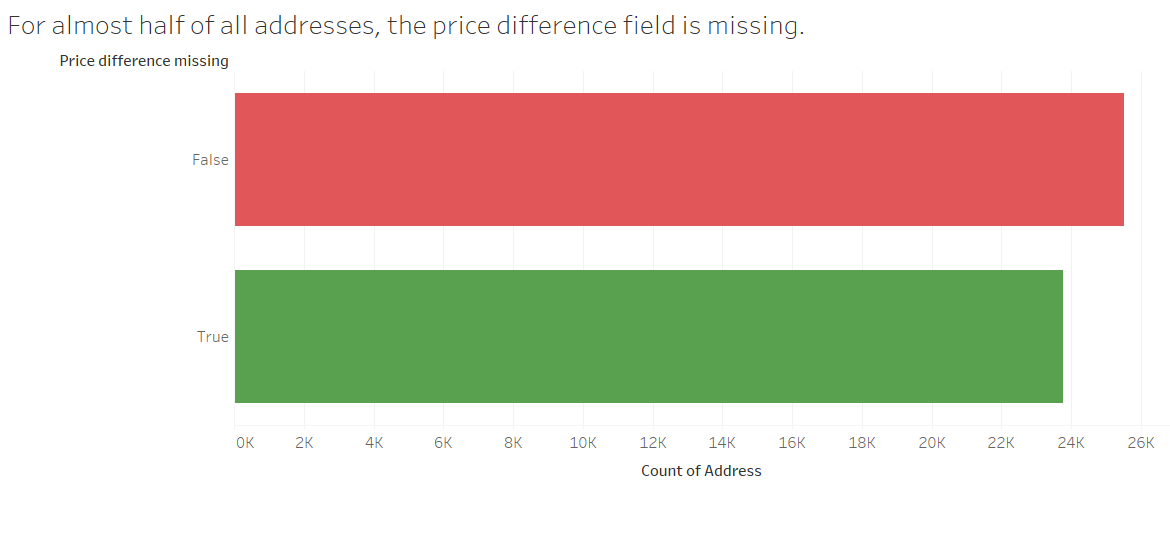 For almost half of all addresses, the price difference field is missing.
Price difference missing
False
True
0K 2K 4K 6K 8K 10K 12K 14K 16K 18K 20K 22K 24K 26K
Count of Address